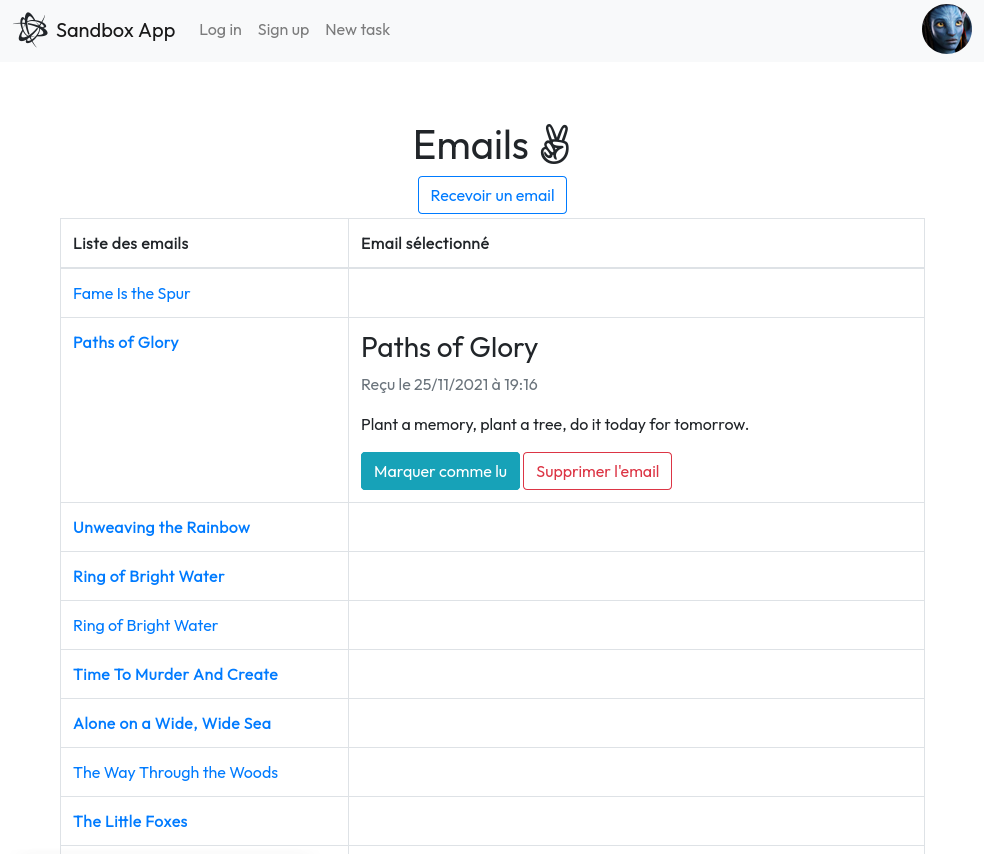 Sandbox App Log in Sign up New task
Emails ✌
Recevoir un email
Liste des emails Email sélectionné
Fame Is the Spur
Paths of Glory Paths of Glory
Reçu le 25/11/2021 à 19:16
Plant a memory, plant a tree, do it today for tomorrow.
Marquer comme lu Supprimer l'email
Unweaving the Rainbow
Ring of Bright Water
Ring of Bright Water
Time To Murder And Create
Alone on a Wide, Wide Sea
The Way Through the Woods
The Little Foxes